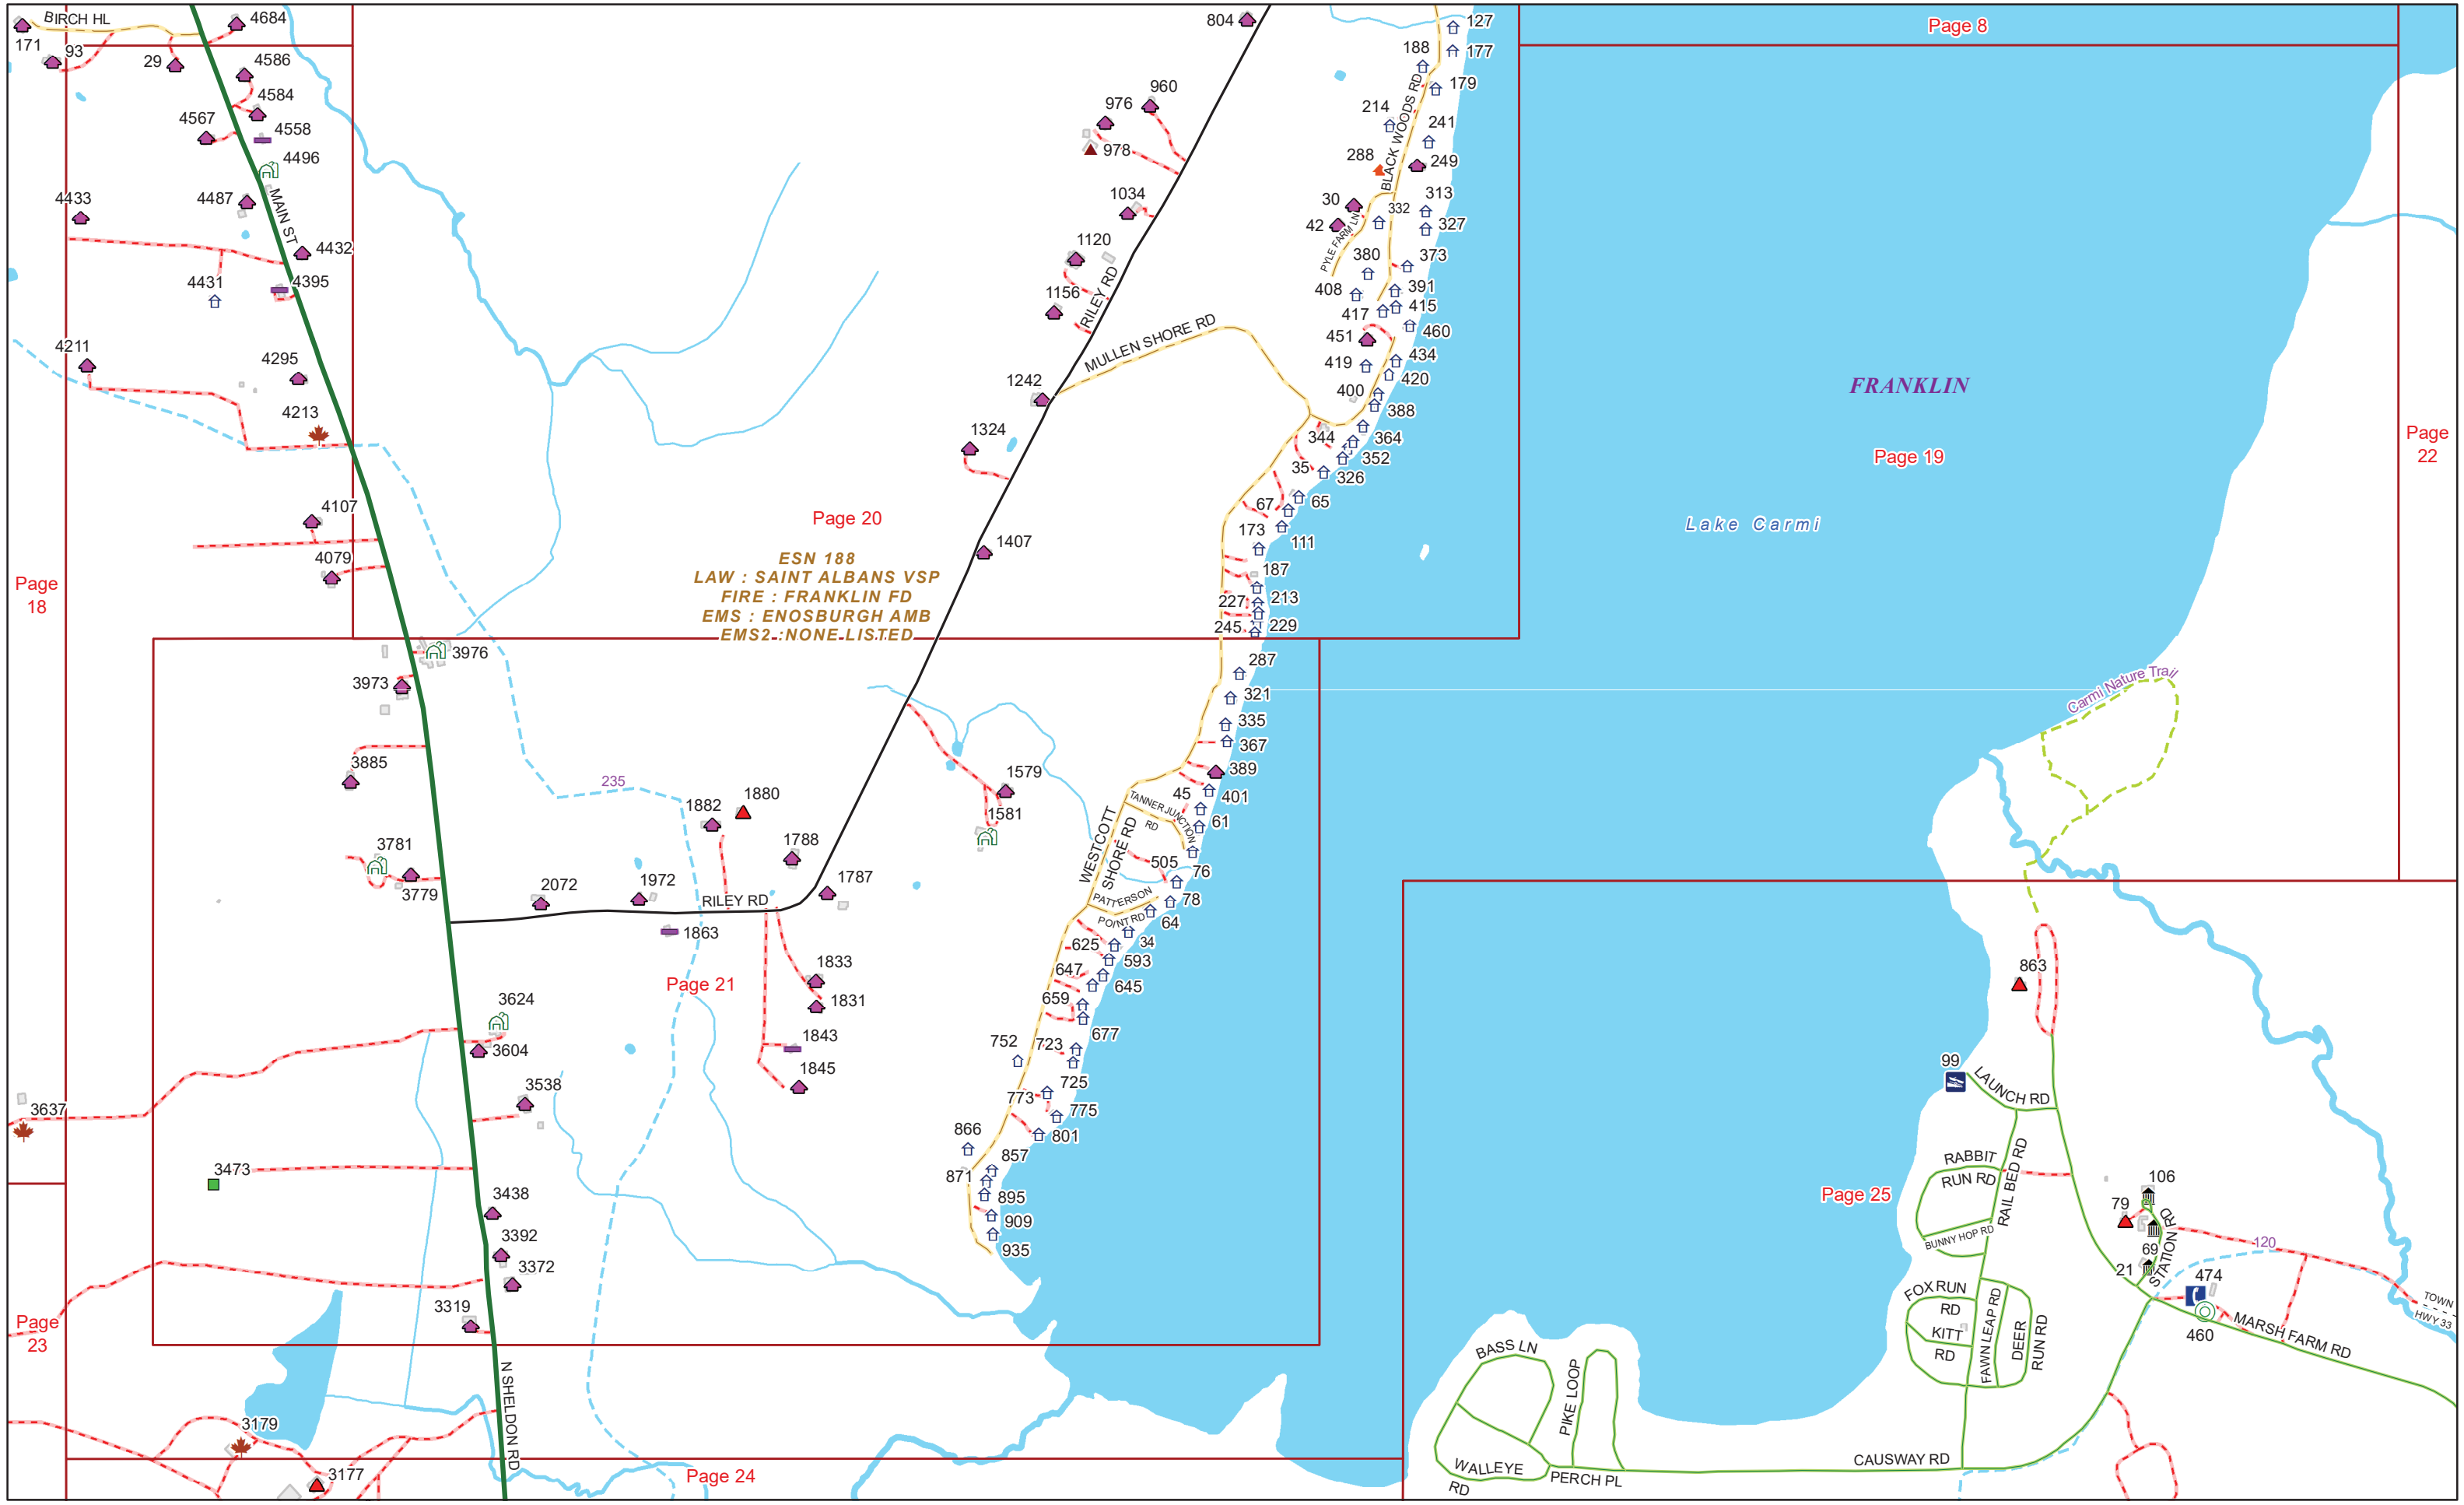 BIRCH HL
4684
171
93
29
4586
4584
4567
4558
4496
MAIN ST
4487
4433
4432
4431
4395
4211
4295
4213
4107
4079
Page
18
804
960
976
978
1034
1120
1156
RILEY RD
MULLEN SHORE RD
1242
1324
1407
Page 20
ESN 188
LAW : SAINT ALBANS VSP
FIRE : FRANKLIN FD
EMS : ENOSBURGH AMB
EMS2 :NONE LISTED
127
177
188
179
BLACK WOODS RD
214
241
288
249
30
313
332
42
327
PYLE FARM LN
380
373
408
391
415
417
460
451
434
419
420
400
388
344
364
352
35
326
65
67
173
111
187
213
227
229
245
Page 8
FRANKLIN
Page 19
Lake Carmi
Page
22
3976
3973
3885
235
1882
1880
1788
1787
3781
3779
2072
1972
RILEY RD
1863
1579
1581
287
321
335
367
389
401
45
TANNER JUNCTION
RD
61
WESTCOTT
SHORE RD
505
76
PATTERSON
POINT RD
78
64
34
625
593
647
645
659
677
752
723
725
773
775
801
866
857
871
895
909
935
Page 21
1833
1831
1843
1845
3624
3604
3538
3637
3473
3438
3392
3372
3319
Page
23
N SHELDON RD
3179
3177
Page 24
Carmi Nature Trail
863
99
LAUNCH RD
RABBIT
RUN RD
RAIL BED RD
BUNNY HOP RD
Page 25
106
79
69
STATION RD
21
120
474
460
TOWN
HWY 33
MARSH FARM RD
FOX RUN
RD
KITT
RD
FAWN LEAP RD
DEER
RUN RD
BASS LN
PIKE LOOP
WALLEYE
RD
PERCH PL
CAUSWAY RD